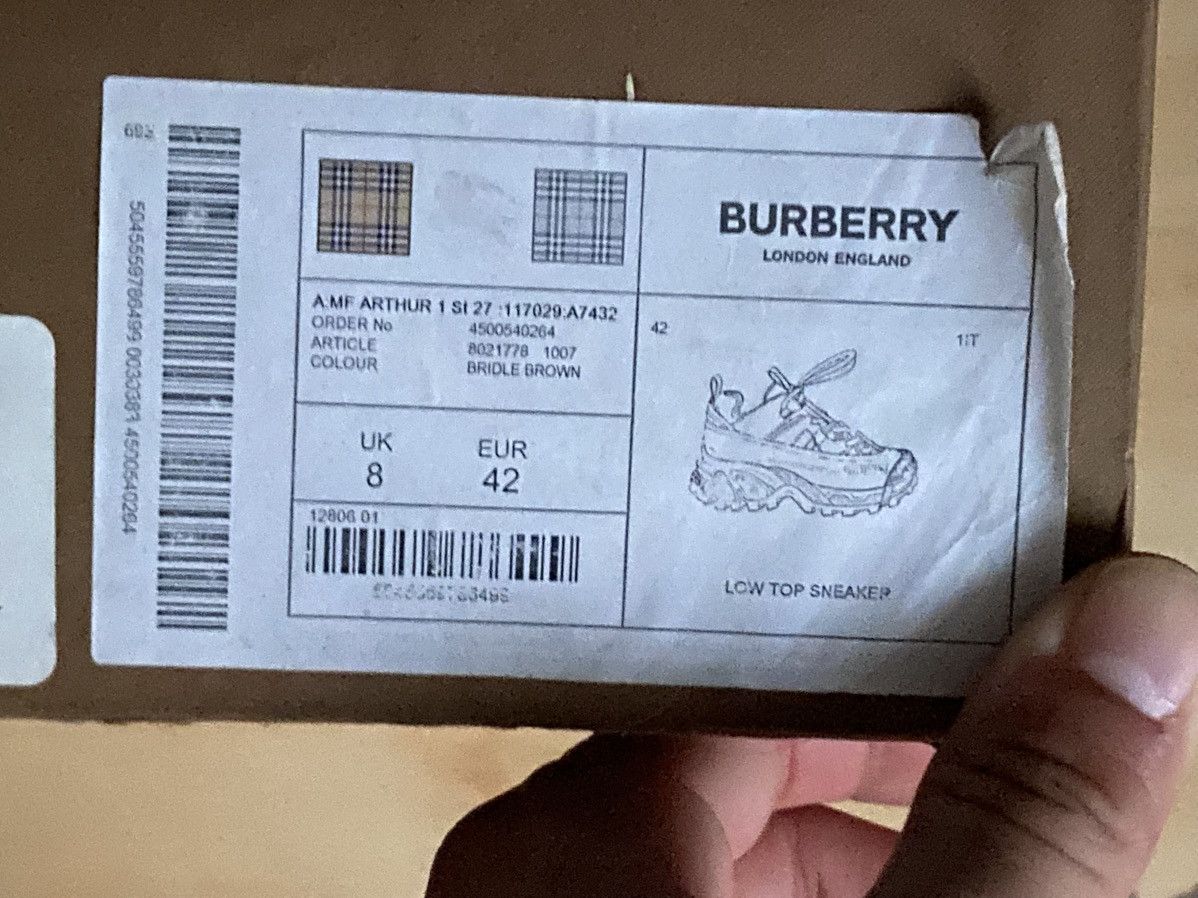 BURBERRY
LONDON ENGLAND
A:MF ARTHUR 1 St 27 :117029:A7432
ORDER No 4500540264
ARTICLE 8021778 1007
COLOUR BRIDLE BROWN
UK EUR
8 42
12806 01
42
LOW TOP SNEAKER